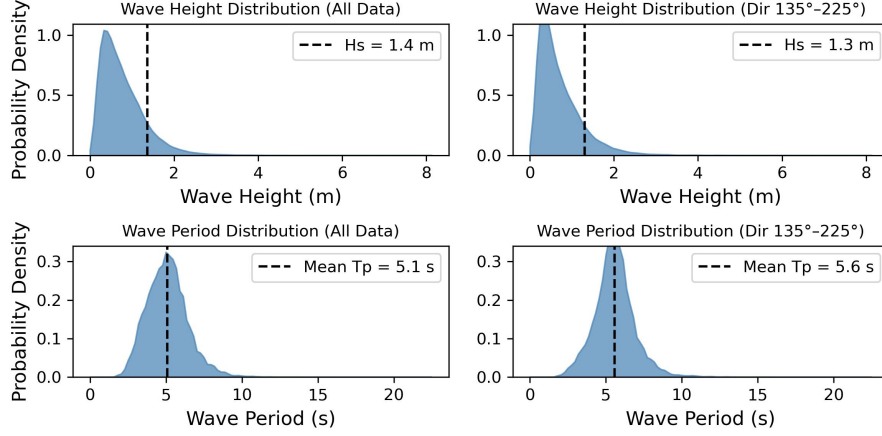 Wave Height Distribution (All Data)
Probability Density
1.0
0.5
0.0
Hs = 1.4 m
0 2 4 6 8
Wave Height (m)
Wave Height Distribution (Dir 135°–225°)
1.0
0.5
0.0
Hs = 1.3 m
0 2 4 6 8
Wave Height (m)
Wave Period Distribution (All Data)
Probability Density
0.3
0.2
0.1
0.0
Mean Tp = 5.1 s
0 5 10 15 20
Wave Period (s)
Wave Period Distribution (Dir 135°–225°)
0.3
0.2
0.1
0.0
Mean Tp = 5.6 s
0 5 10 15 20
Wave Period (s)